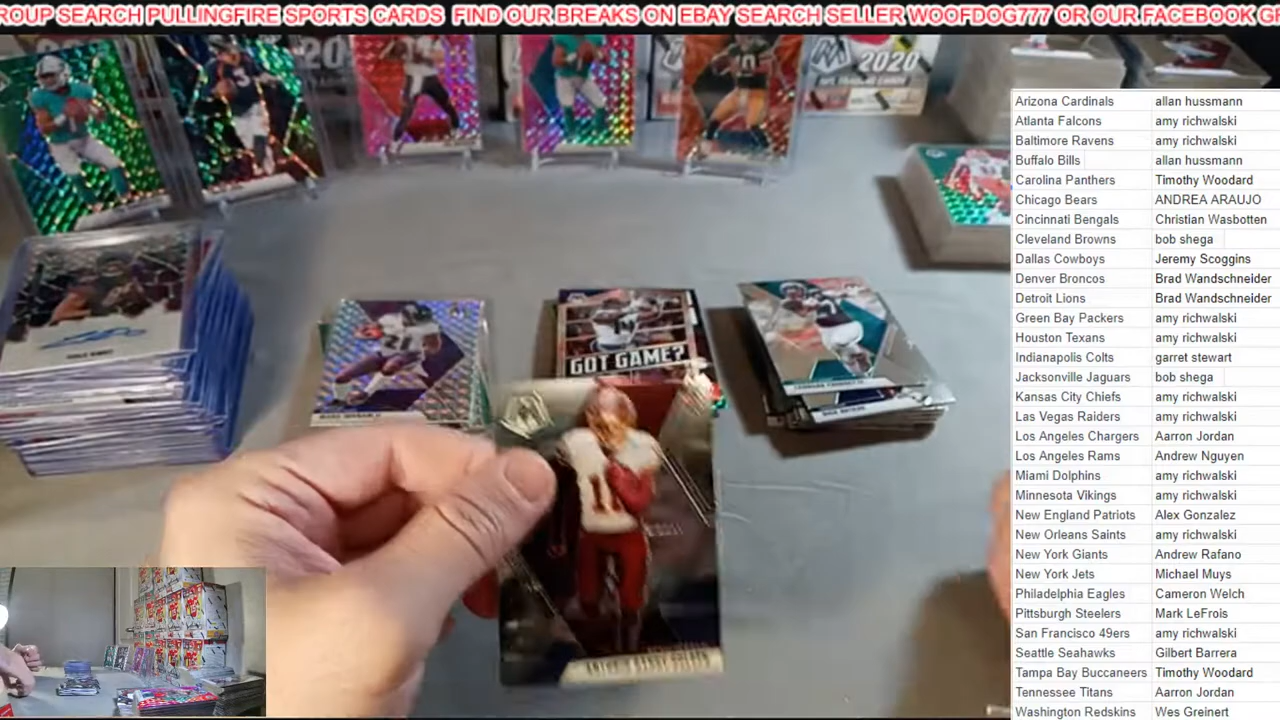 ROUP SEARCH PULLINGFIRE SPORTS CARDS FIND OUR BREAKS ON EBAY SEARCH SELLER WOOFDOG777 OR OUR FACEBOOK G
2020
GOT GAME?
11
Arizona Cardinals allan hussmann
Atlanta Falcons amy richwalski
Baltimore Ravens amy richwalski
Buffalo Bills allan hussmann
Carolina Panthers Timothy Woodard
Chicago Bears ANDREA ARAUJO
Cincinnati Bengals Christian Wasbotten
Cleveland Browns bob shega
Dallas Cowboys Jeremy Scoggins
Denver Broncos Brad Wandschneider
Detroit Lions Brad Wandschneider
Green Bay Packers amy richwalski
Houston Texans amy richwalski
Indianapolis Colts garret stewart
Jacksonville Jaguars bob shega
Kansas City Chiefs amy richwalski
Las Vegas Raiders amy richwalski
Los Angeles Chargers Aarron Jordan
Los Angeles Rams Andrew Nguyen
Miami Dolphins amy richwalski
Minnesota Vikings amy richwalski
New England Patriots Alex Gonzalez
New Orleans Saints amy richwalski
New York Giants Andrew Rafano
New York Jets Michael Muys
Philadelphia Eagles Cameron Welch
Pittsburgh Steelers Mark LeFrois
San Francisco 49ers amy richwalski
Seattle Seahawks Gilbert Barrera
Tampa Bay Buccaneers Timothy Woodard
Tennessee Titans Aarron Jordan
Washington Redskins Wes Greinert